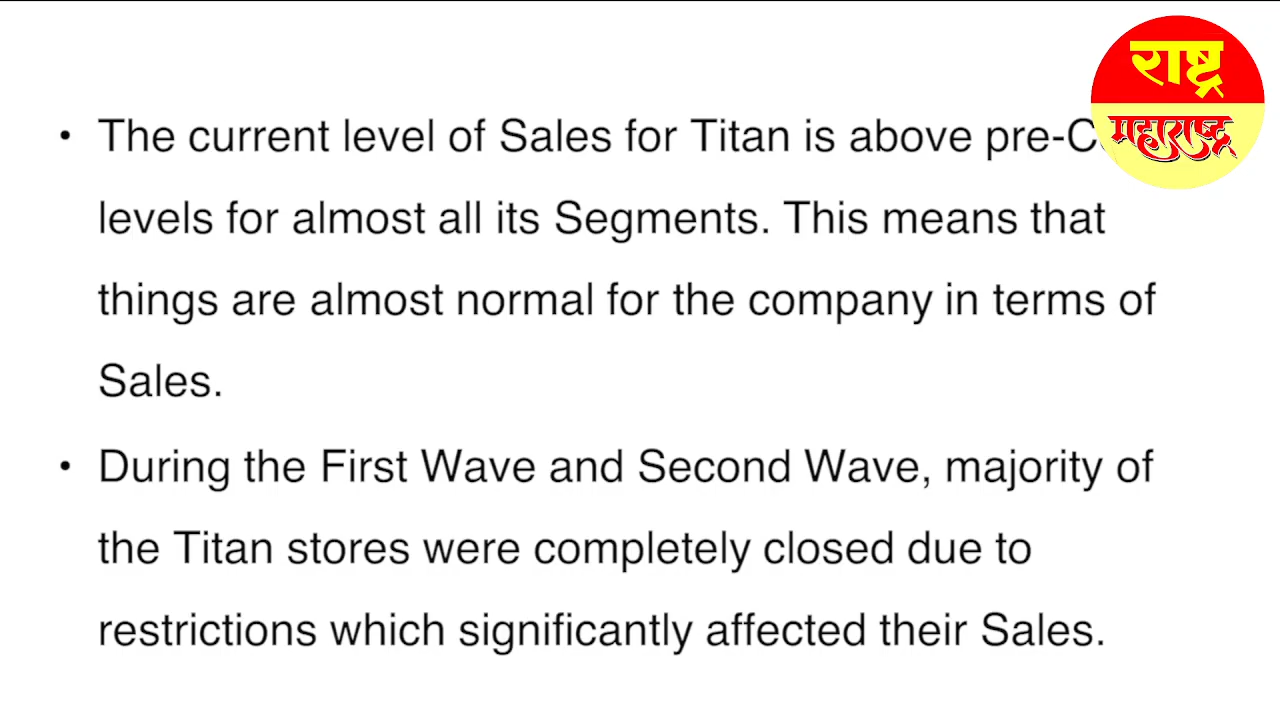 राष्ट्र
महाराष्ट्र
• The current level of Sales for Titan is above
levels for almost all its Segments. This means that
things are almost normal for the company in terms of
Sales.
• During the First Wave and Second Wave, majority of
the Titan stores were completely closed due to
restrictions which significantly affected their Sales.